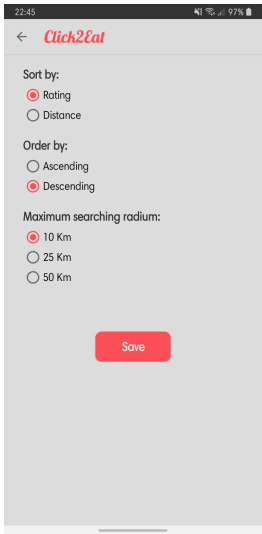 22:45 97%
Click2Eat
Sort by:
Rating
Distance
Order by:
Ascending
Descending
Maximum searching radium:
10 Km
25 Km
50 Km
Save